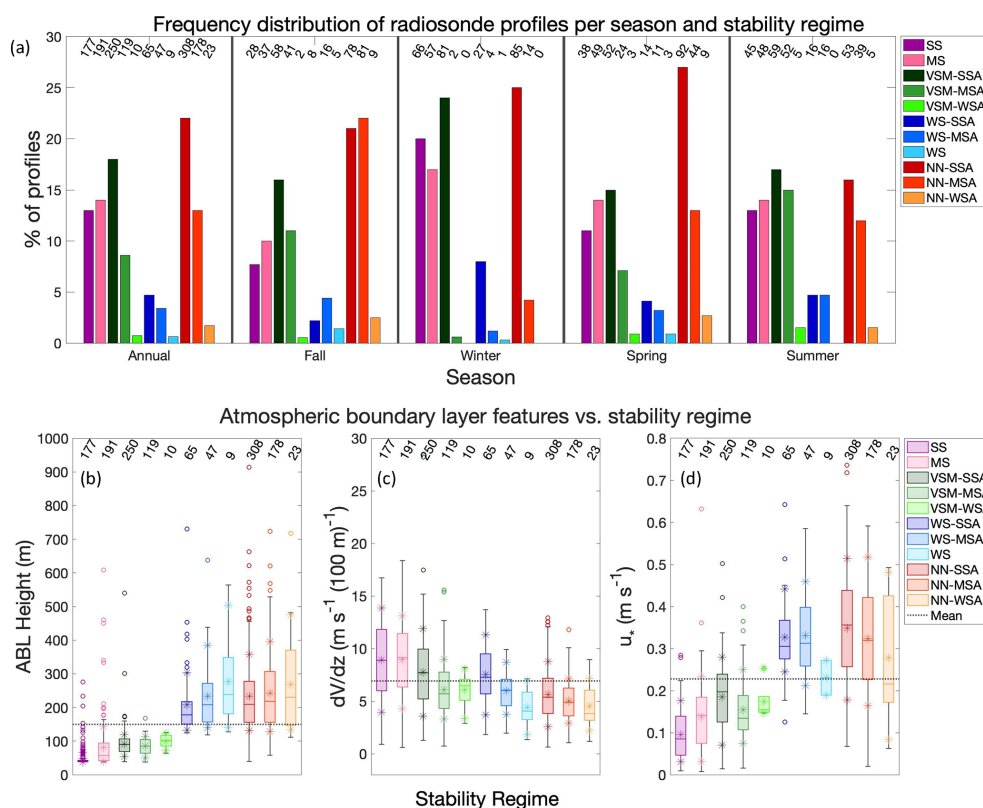 Frequency distribution of radiosonde profiles per season and stability regime
(a)
177 191 250 119 10 65 47 9 308 178 23
28 37 58 41 2 8 16 5 78 81 9
66 57 81 2 0 27 4 1 85 14 0
38 49 52 24 3 14 11 3 92 44 9
45 48 59 52 5 16 16 0 53 39 5
30
25
20
15
10
5
0
% of profiles
Annual Fall Winter Spring Summer
Season
SS
MS
VSM-SSA
VSM-MSA
VSM-WSA
WS-SSA
WS-MSA
WS
NN-SSA
NN-MSA
NN-WSA
Atmospheric boundary layer features vs. stability regime
(b)
177 191 250 119 10 65 47 9 308 178 23
1000
900
800
700
600
500
400
300
200
100
0
ABL Height (m)
(c)
177 191 250 119 10 65 47 9 308 178 23
30
25
20
15
10
5
0
dV/dz (m s⁻¹ (100 m)⁻¹)
(d)
177 191 250 119 10 65 47 9 308 178 23
0.8
0.7
0.6
0.5
0.4
0.3
0.2
0.1
0
u* (m s⁻¹)
Stability Regime
SS
MS
VSM-SSA
VSM-MSA
VSM-WSA
WS-SSA
WS-MSA
WS
NN-SSA
NN-MSA
NN-WSA
Mean